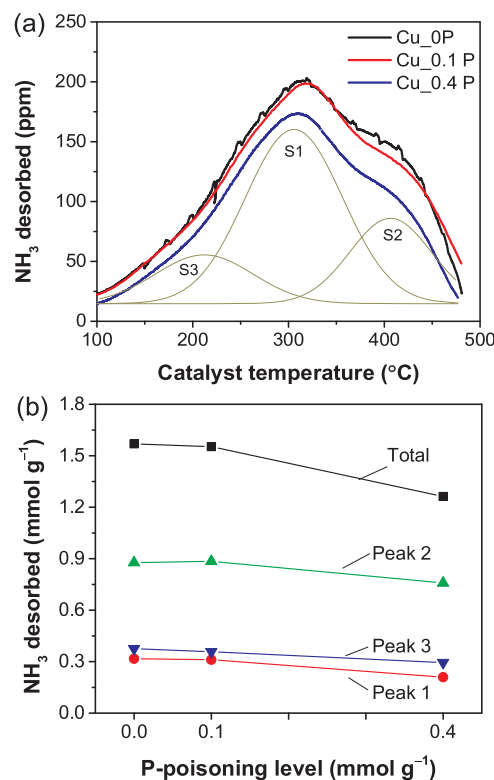 (a)
250
200
150
100
50
0
NH3 desorbed (ppm)
Cu_0P
Cu_0.1 P
Cu_0.4 P
S1
S2
S3
100 200 300 400 500
Catalyst temperature (°C)
(b)
1.8
1.5
1.2
0.9
0.6
0.3
0.0
NH3 desorbed (mmol g−1)
Total
Peak 2
Peak 3
Peak 1
0.0 0.1 0.4
P-poisoning level (mmol g−1)